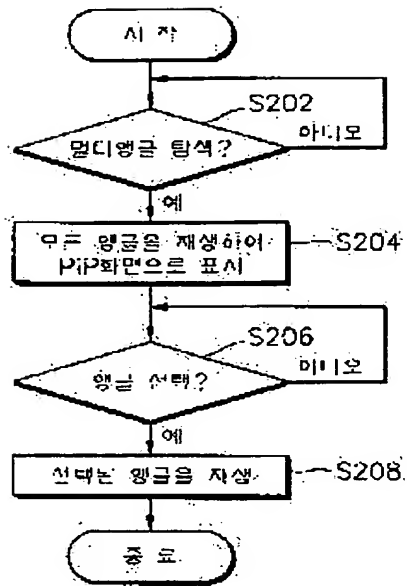 시 작
S202
멀티앵글 탐색?
아니오
예
모든 앵글을 재생하여
PiP화면으로 표시
S204
S206
앵글 선택?
아니오
예
선택된 앵글을 재생
S208
종 료